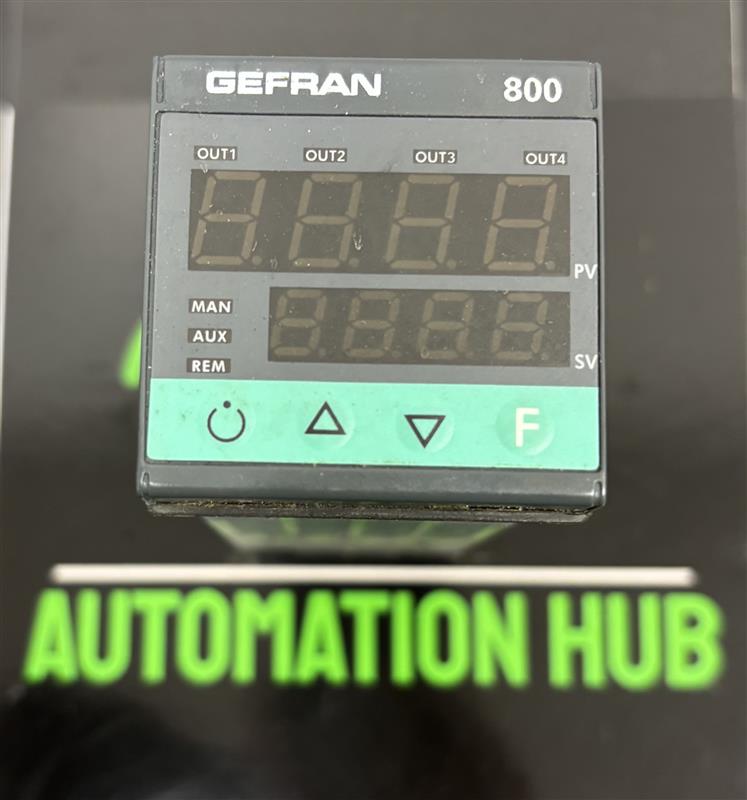 GEFRAN 800
OUT1 OUT2 OUT3 OUT4
PV
MAN
AUX
REM
SV
F
AUTOMATION HUB